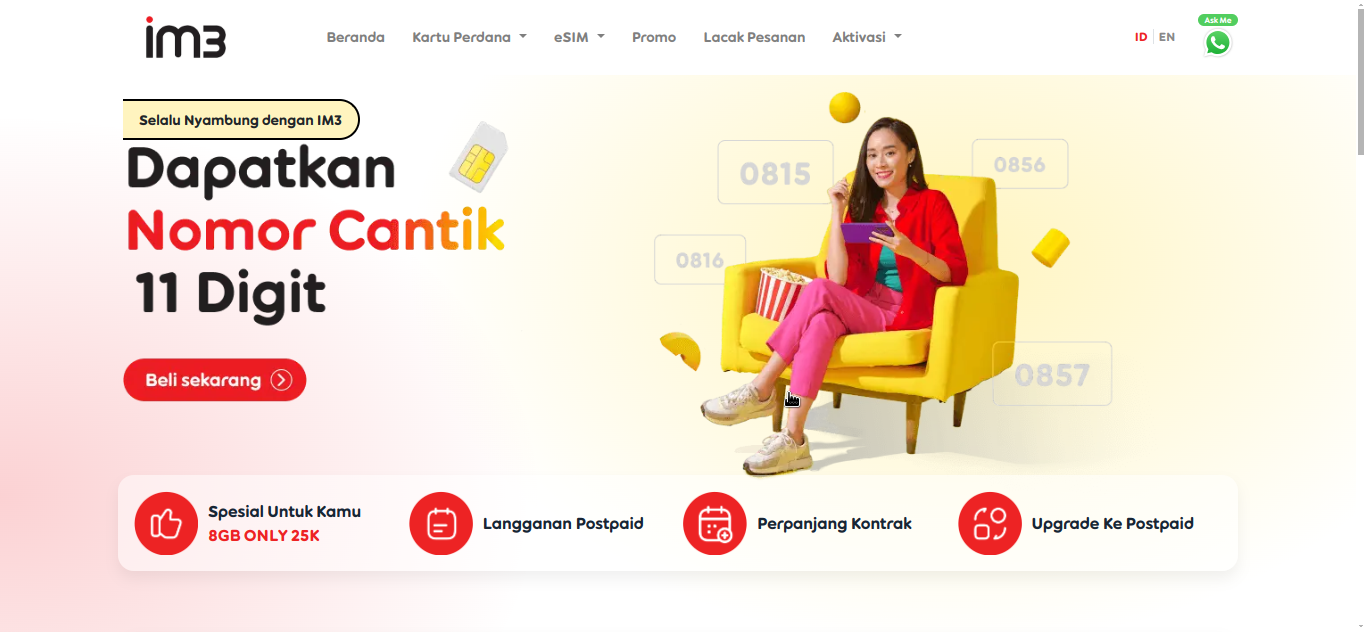 im3
Beranda
Kartu Perdana
eSIM
Promo
Lacak Pesanan
Aktivasi
ID
EN
Ask Me
Selalu Nyambung dengan IM3
Dapatkan
Nomor Cantik
11 Digit
Beli sekarang
0815
0856
0816
0857
Spesial Untuk Kamu
8GB ONLY 25K
Langganan Postpaid
Perpanjang Kontrak
Upgrade Ke Postpaid